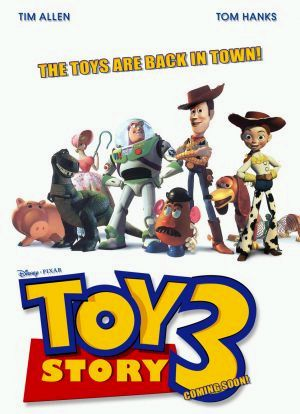 TIM ALLEN TOM HANKS
THE TOYS ARE BACK IN TOWN!
Disney · PIXAR
TOY
STORY 3
COMING SOON!